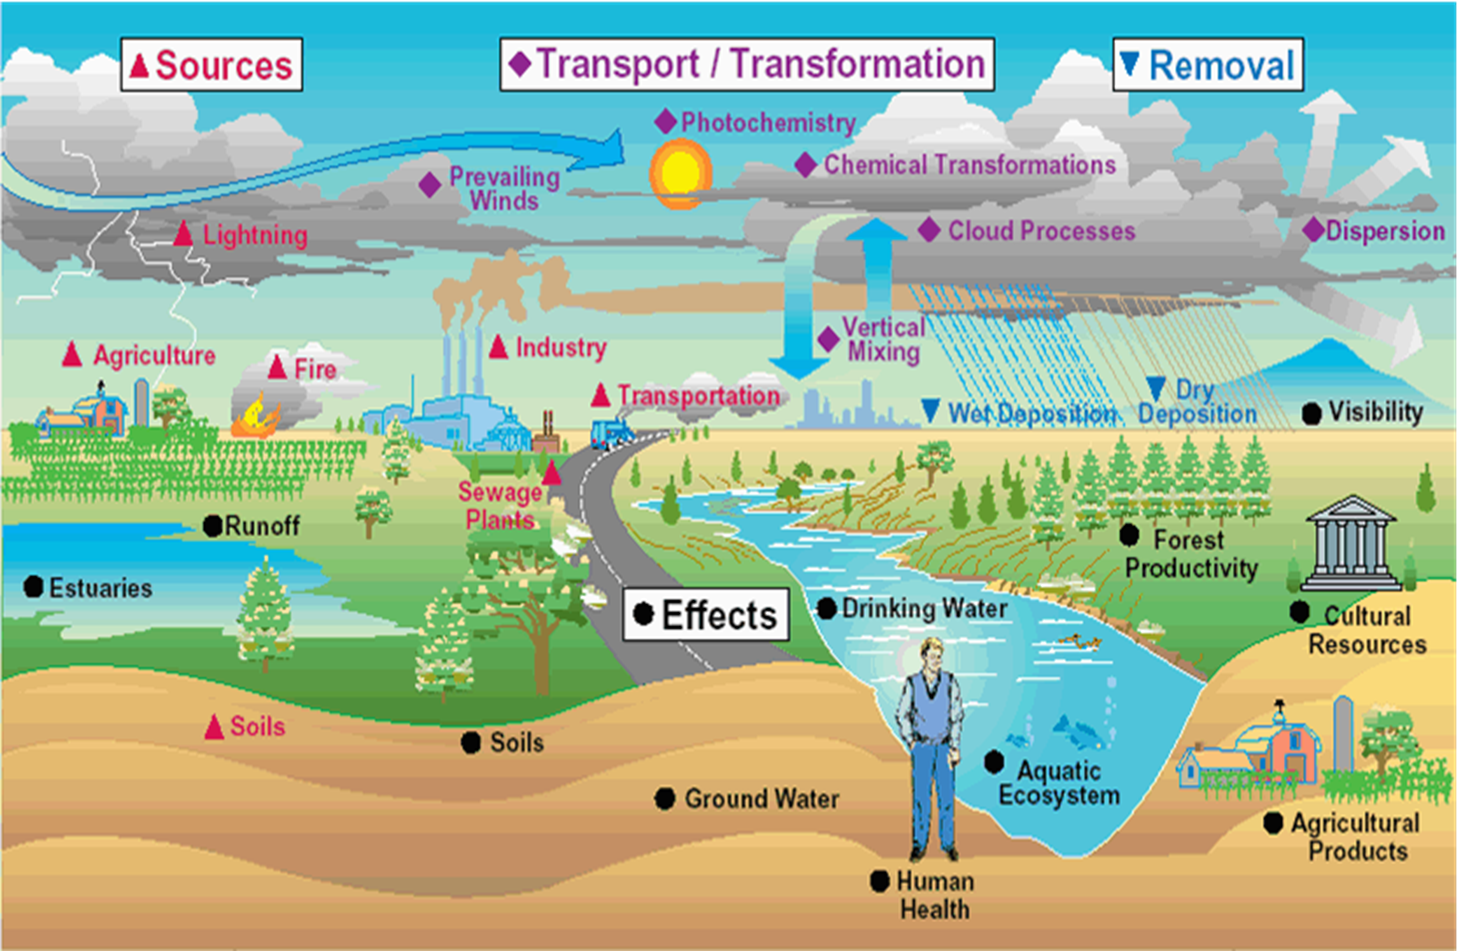 Sources
Transport / Transformation
Removal
Photochemistry
Chemical Transformations
Prevailing
Winds
Lightning
Cloud Processes
Dispersion
Vertical
Mixing
Industry
Agriculture
Fire
Transportation
Wet Deposition
Dry
Deposition
Visibility
Sewage
Plants
Runoff
Forest
Productivity
Estuaries
Effects
Drinking Water
Cultural
Resources
Soils
Soils
Aquatic
Ecosystem
Ground Water
Agricultural
Products
Human
Health